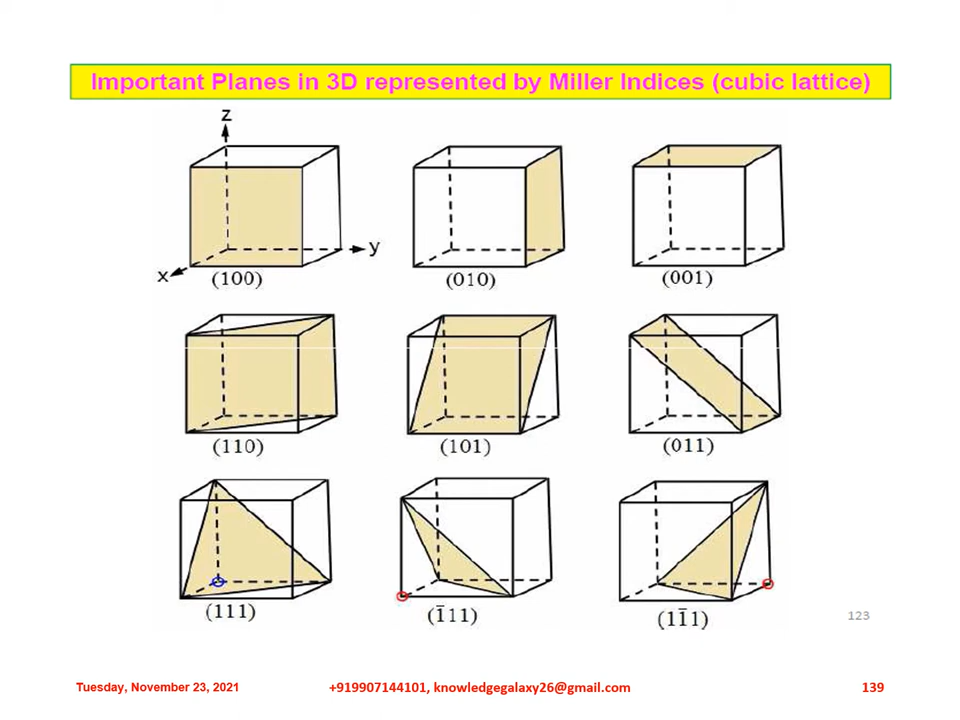 Important Planes in 3D represented by Miller Indices (cubic lattice)
z
y
x
(100)
(010)
(001)
(110)
(101)
(011)
(111)
(1̅11)
(11̅1)
123
Tuesday, November 23, 2021
+919907144101, knowledgegalaxy26@gmail.com
139